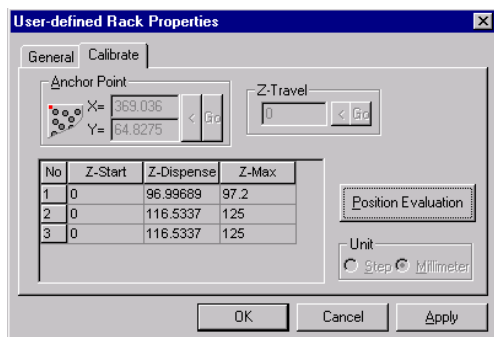 User-defined Rack Properties
General Calibrate
Anchor Point
X= 369.036
Y= 64.8275
< Go
Z-Travel
0 < Go
No Z-Start Z-Dispense Z-Max
1 0 96.99689 97.2
2 0 116.5337 125
3 0 116.5337 125
Position Evaluation
Unit
Step Millimeter
OK Cancel Apply